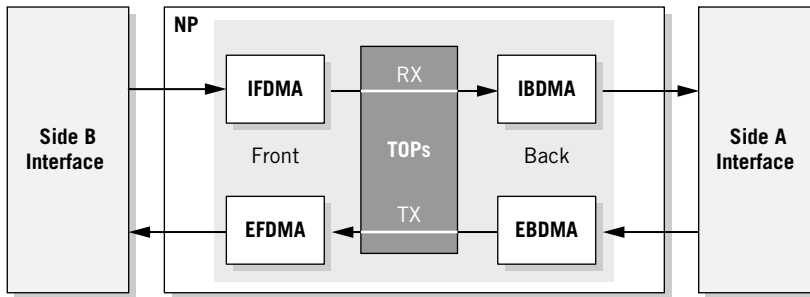 NP
IFDMA
RX
IBDMA
Side B
Interface
Front
TOPs
Back
Side A
Interface
EFDMA
TX
EBDMA